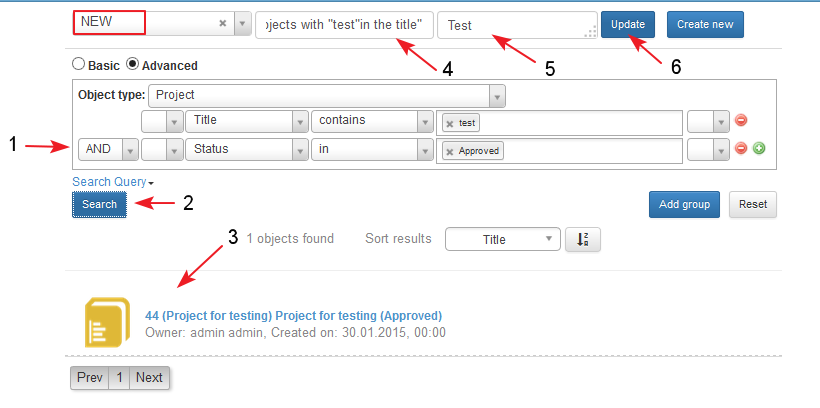 NEW ojects with "test"in the title" Test Update Create new
4 5 6
Basic Advanced
Object type: Project
Title contains test
1 AND Status in Approved
Search Query
Search 2 Add group Reset
3 1 objects found Sort results Title
44 (Project for testing) Project for testing (Approved)
Owner: admin admin, Created on: 30.01.2015, 00:00
Prev 1 Next